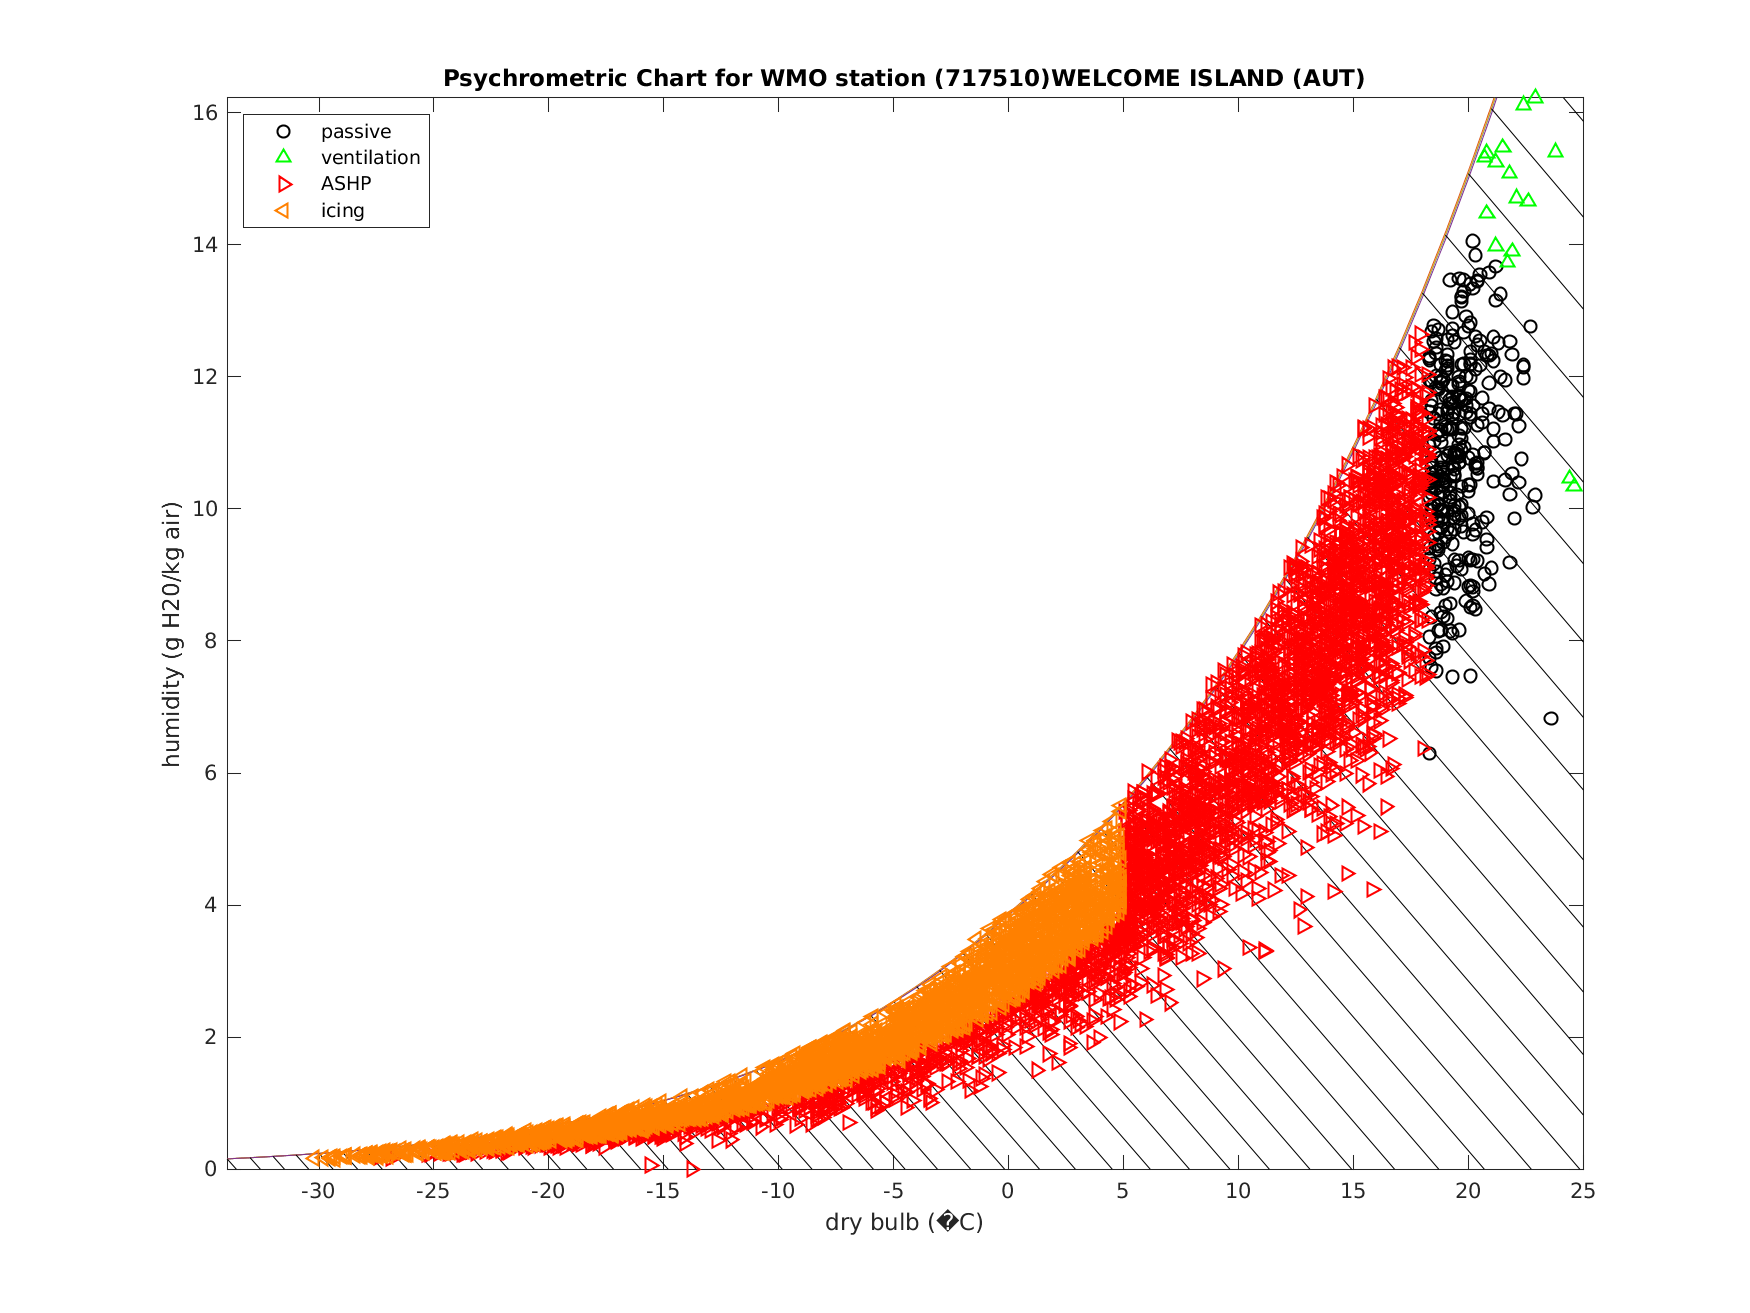 Psychrometric Chart for WMO station (717510)WELCOME ISLAND (AUT)
passive
ventilation
ASHP
icing
humidity (g H20/kg air)
16
14
12
10
8
6
4
2
0
-30 -25 -20 -15 -10 -5 0 5 10 15 20 25
dry bulb (�C)